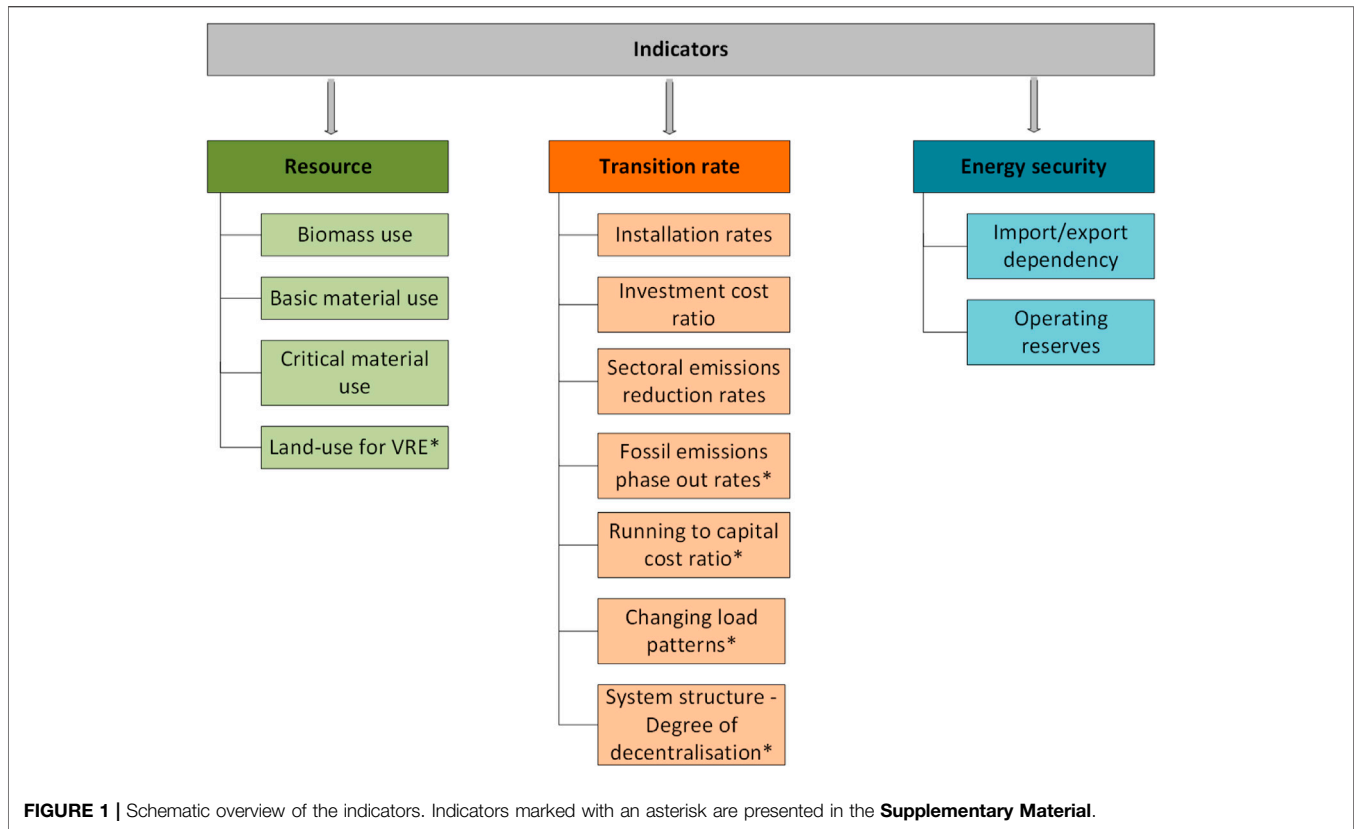 Indicators
Resource
Biomass use
Basic material use
Critical material
use
Land-use for VRE*
Transition rate
Installation rates
Investment cost
ratio
Sectoral emissions
reduction rates
Fossil emissions
phase out rates*
Running to capital
cost ratio*
Changing load
patterns*
System structure -
Degree of
decentralisation*
Energy security
Import/export
dependency
Operating
reserves
FIGURE 1 | Schematic overview of the indicators. Indicators marked with an asterisk are presented in the Supplementary Material.